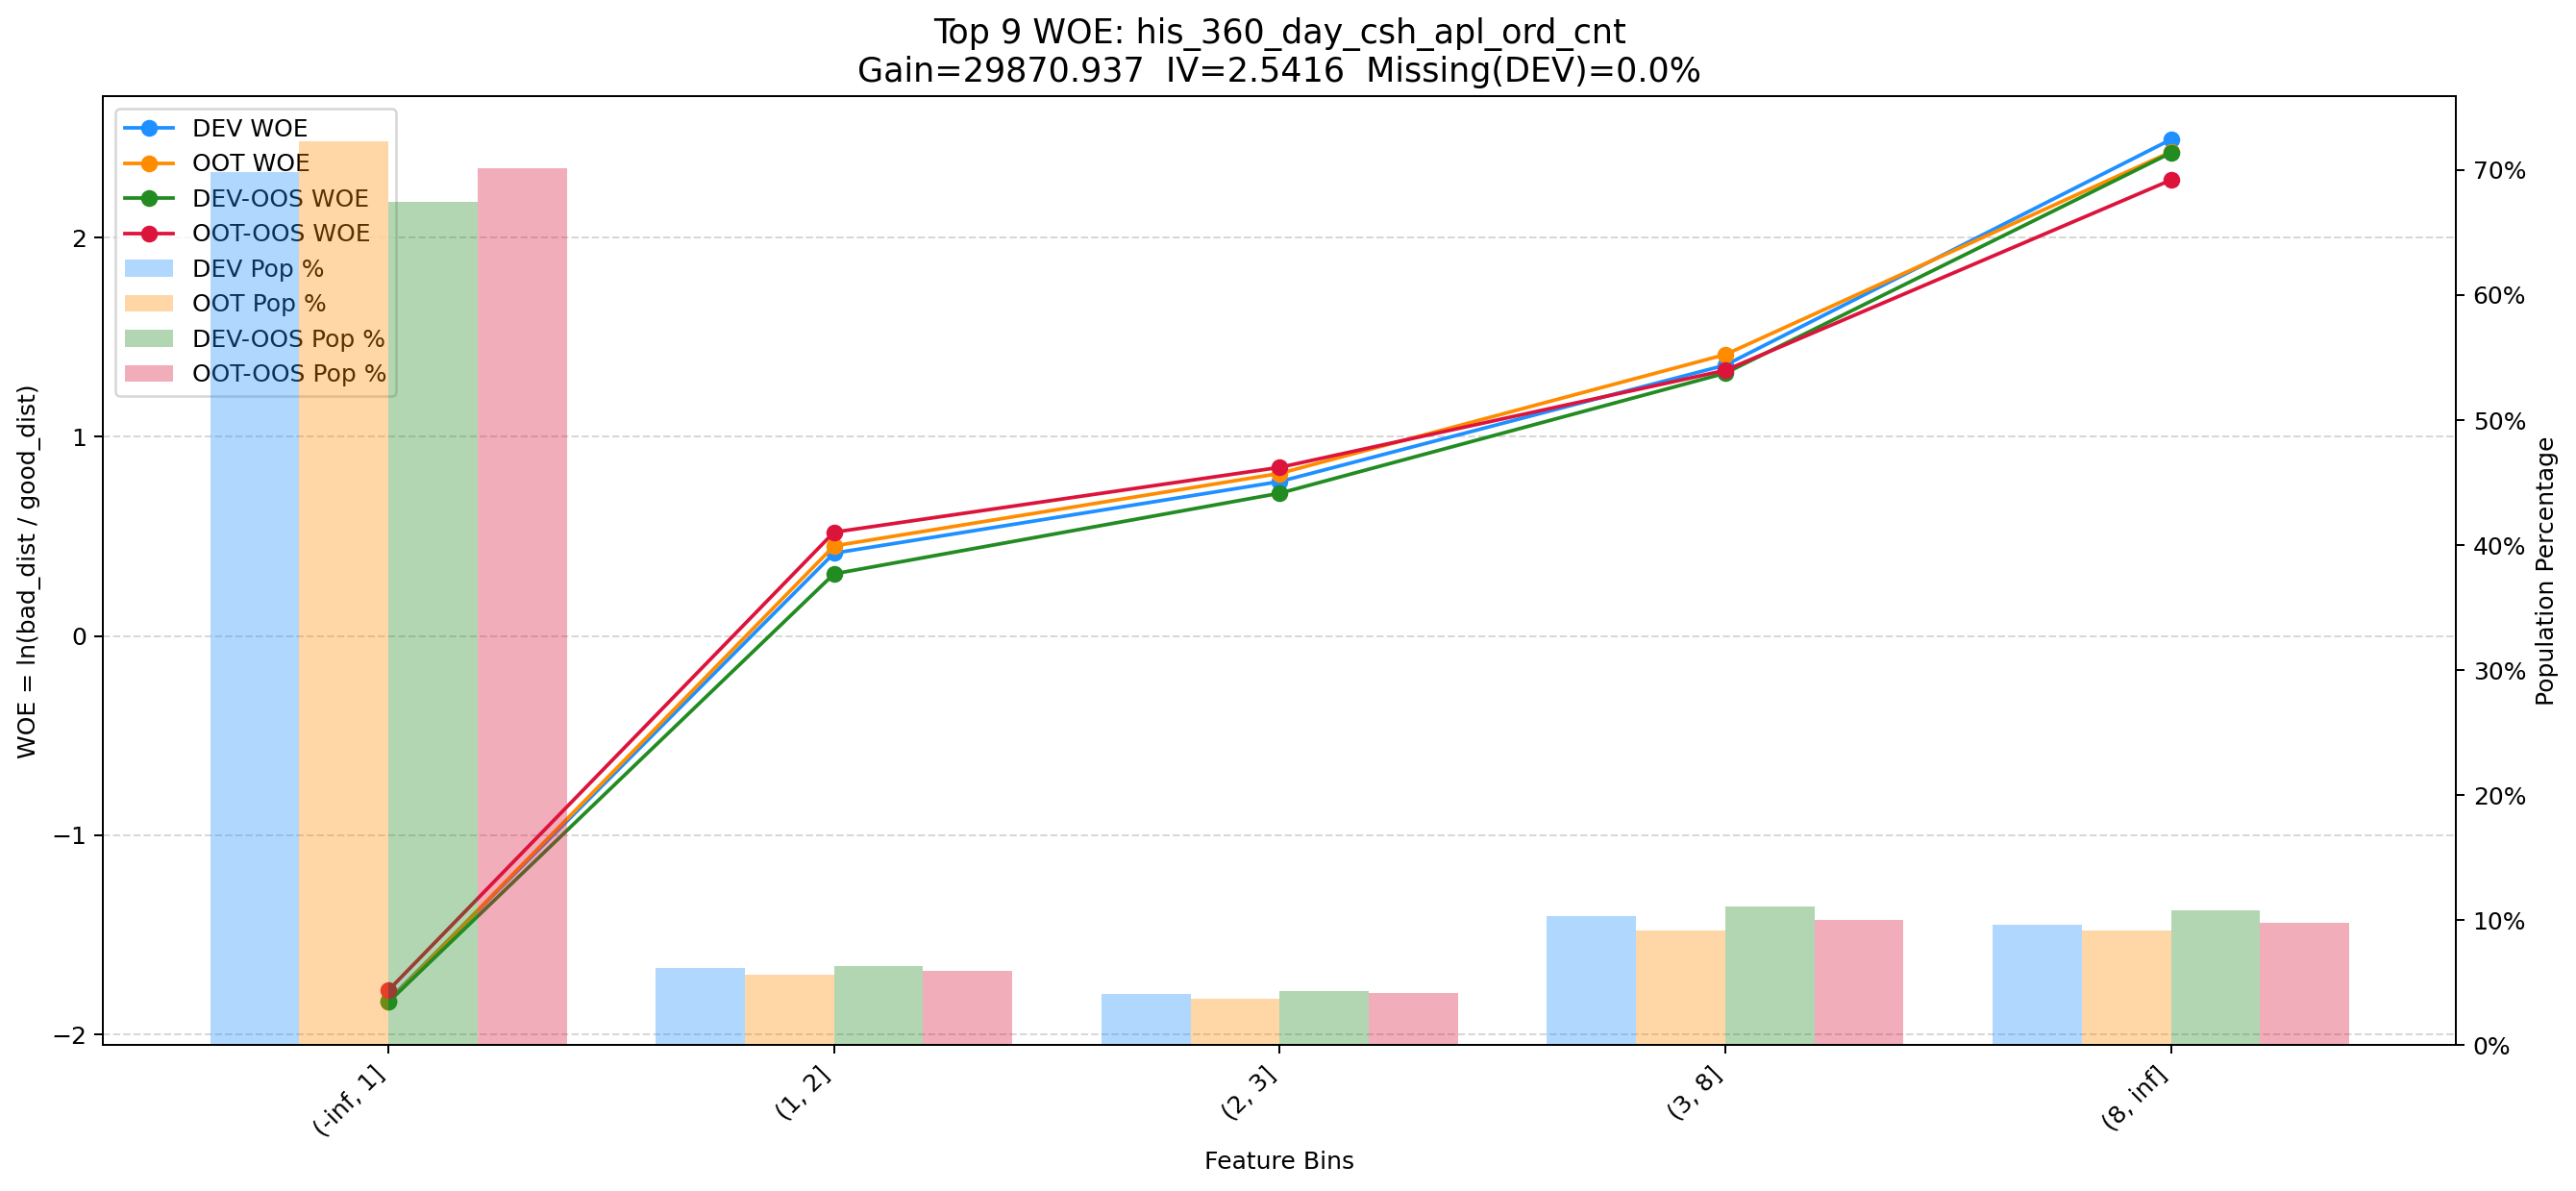 Top 9 WOE: his_360_day_csh_apl_ord_cnt
Gain=29870.937  IV=2.5416  Missing(DEV)=0.0%
DEV WOE
OOT WOE
DEV-OOS WOE
OOT-OOS WOE
DEV Pop %
OOT Pop %
DEV-OOS Pop %
OOT-OOS Pop %
WOE = ln(bad_dist / good_dist)
2
1
0
−1
−2
70%
60%
50%
40%
30%
20%
10%
0%
Population Percentage
(-inf, 1]
(1, 2]
(2, 3]
(3, 8]
(8, inf]
Feature Bins